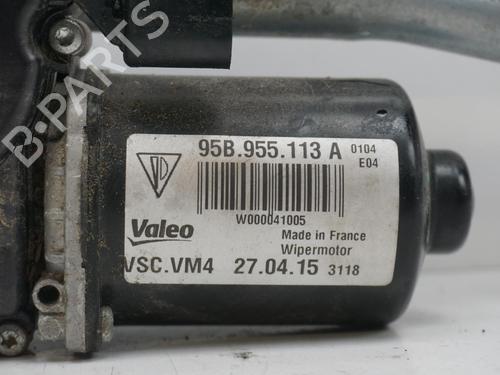 95B.955.113 A 0104
E04
W000041005
Valeo
Made in France
Wipermotor
VSC.VM4 27.04.15 3118
B-PARTS